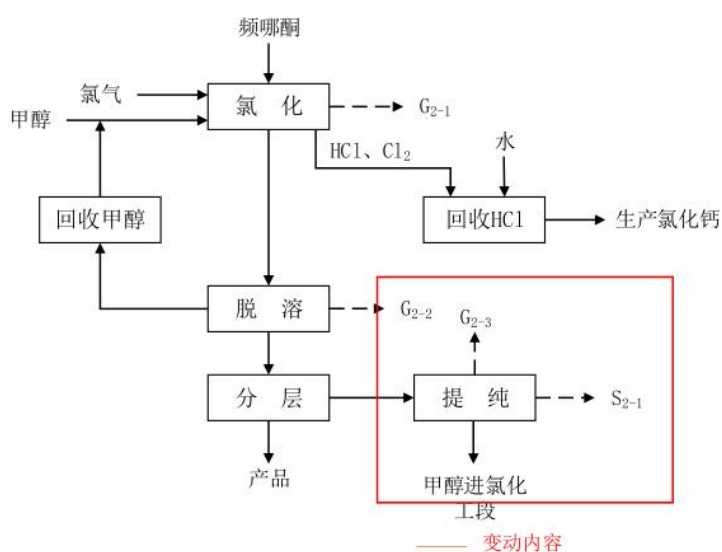 频哪酮
氯气
氯 化
G2-1
甲醇
HCl、Cl2
水
回收甲醇
回收HCl
生产氯化钙
脱 溶
G2-2
G2-3
分 层
提 纯
S2-1
产品
甲醇进氯化
工段
变动内容